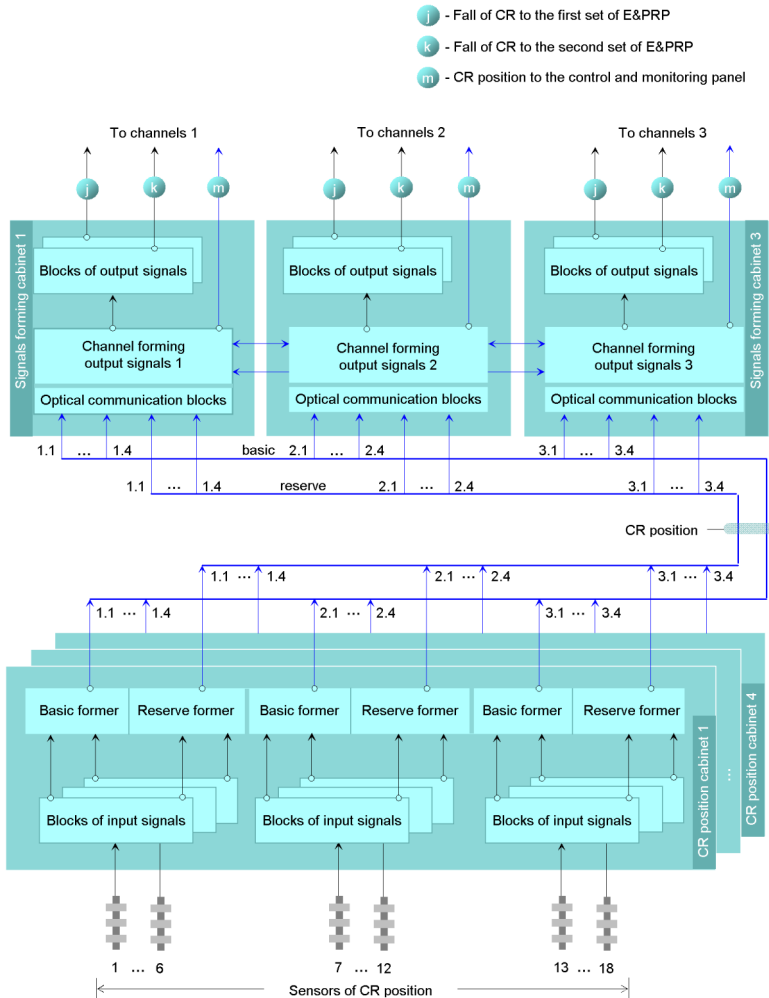 j - Fall of CR to the first set of E&PRP
k - Fall of CR to the second set of E&PRP
m - CR position to the control and monitoring panel
To channels 1 To channels 2 To channels 3
j k m j k m j k m
Signals forming cabinet 1
Signals forming cabinet 3
Blocks of output signals Blocks of output signals Blocks of output signals
Channel forming output signals 1
Channel forming output signals 2
Channel forming output signals 3
Optical communication blocks Optical communication blocks Optical communication blocks
1.1 ... 1.4 basic 2.1 ... 2.4 3.1 ... 3.4
1.1 ... 1.4 reserve 2.1 ... 2.4 3.1 ... 3.4
CR position
1.1 ... 1.4 2.1 ... 2.4 3.1 ... 3.4
1.1 ... 1.4 2.1 ... 2.4 3.1 ... 3.4
Basic former Reserve former Basic former Reserve former Basic former Reserve former
CR position cabinet 1
...
CR position cabinet 4
Blocks of input signals Blocks of input signals Blocks of input signals
1 ... 6 7 ... 12 13 ... 18
Sensors of CR position